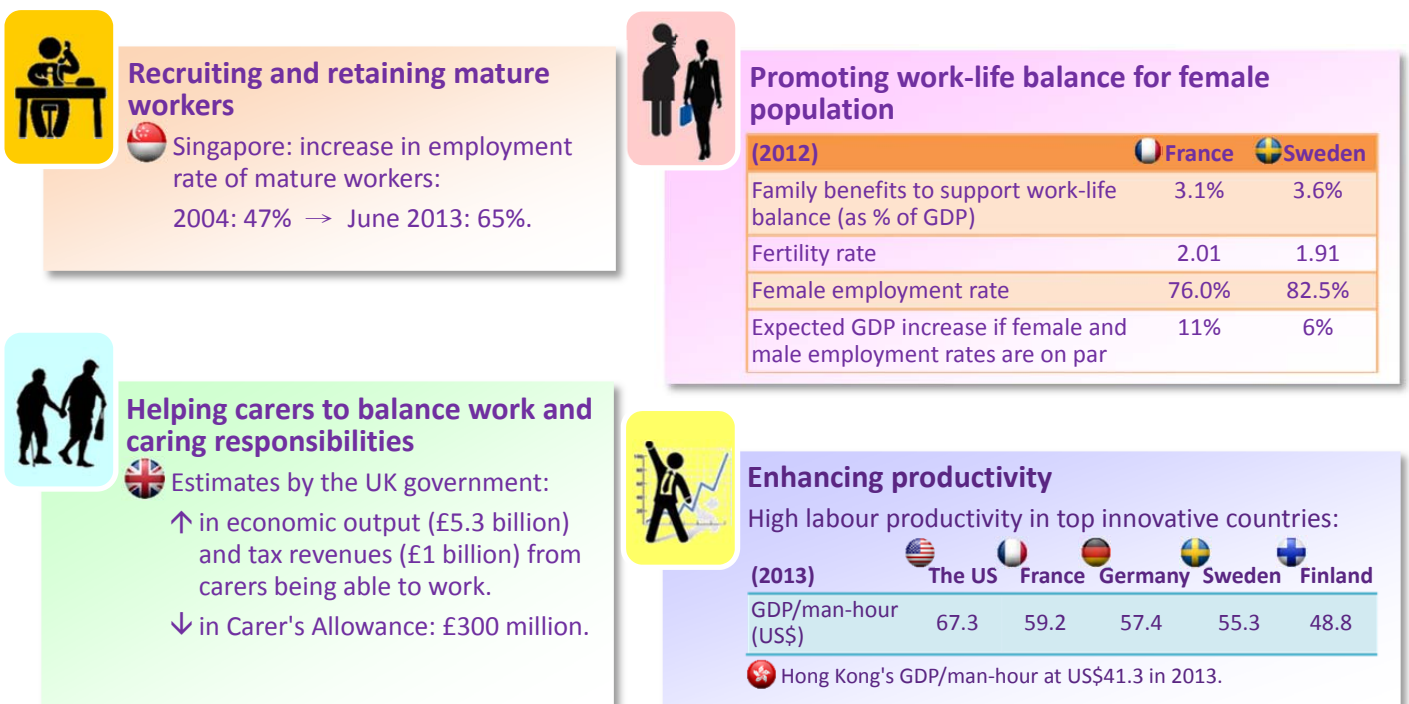 Recruiting and retaining mature
workers
Singapore: increase in employment
rate of mature workers:
2004: 47% → June 2013: 65%.
Promoting work-life balance for female
population
(2012) France Sweden
Family benefits to support work-life 3.1% 3.6%
balance (as % of GDP)
Fertility rate 2.01 1.91
Female employment rate 76.0% 82.5%
Expected GDP increase if female and 11% 6%
male employment rates are on par
Helping carers to balance work and
caring responsibilities
Estimates by the UK government:
↑ in economic output (£5.3 billion)
and tax revenues (£1 billion) from
carers being able to work.
↓ in Carer's Allowance: £300 million.
Enhancing productivity
High labour productivity in top innovative countries:
(2013) The US France Germany Sweden Finland
GDP/man-hour 67.3 59.2 57.4 55.3 48.8
(US$)
Hong Kong's GDP/man-hour at US$41.3 in 2013.